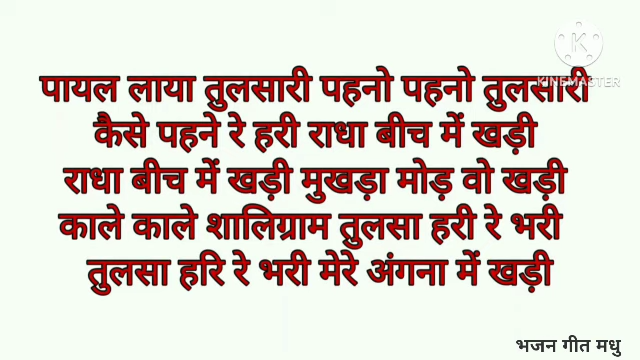 K
KINEMASTER
पायल लाया तुलसारी पहनो पहनो तुलसारी
कैसे पहने रे हरी राधा बीच में खड़ी
राधा बीच में खड़ी मुखड़ा मोड़ वो खड़ी
काले काले शालिग्राम तुलसा हरी रे भरी
तुलसा हरि रे भरी मेरे अंगना में खड़ी
भजन गीत मधु